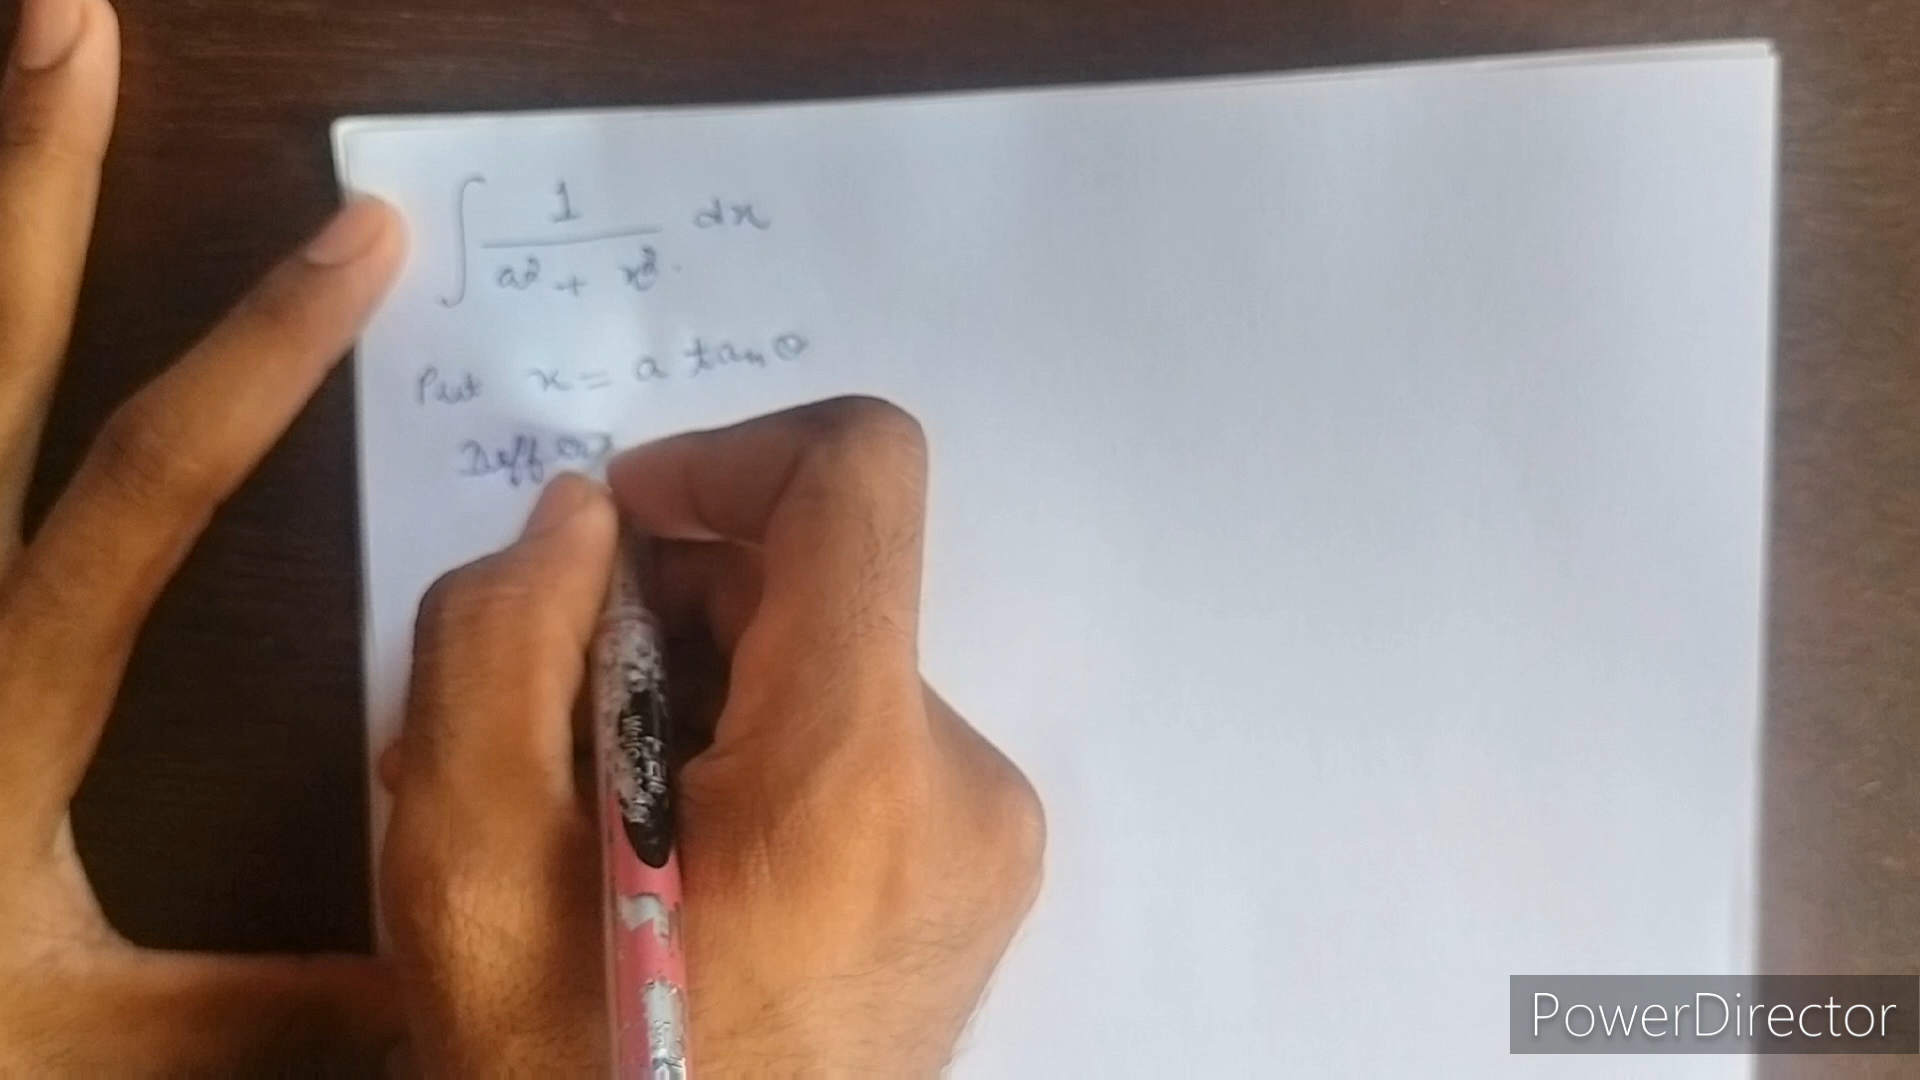 ∫ 1 / (a² + x²) dx
Put x = a tan θ
Diff
PowerDirector